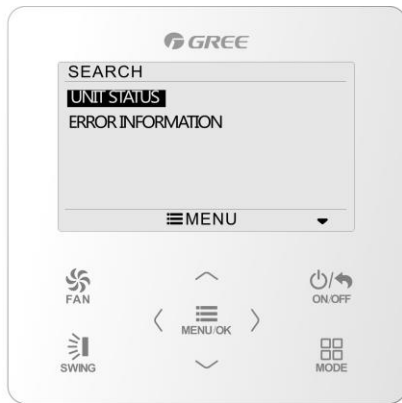 GREE
SEARCH
UNIT STATUS
ERROR INFORMATION
MENU
FAN
ON/OFF
MENU/OK
SWING
MODE